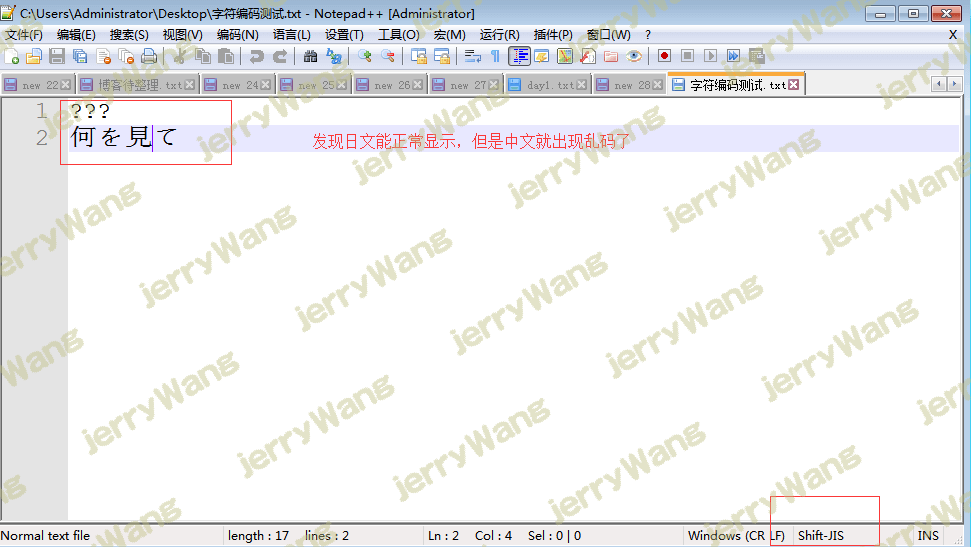 C:\Users\Administrator\Desktop\字符编码测试.txt - Notepad++ [Administrator]
文件(F) 编辑(E) 搜索(S) 视图(V) 编码(N) 语言(L) 设置(T) 工具(O) 宏(M) 运行(R) 插件(P) 窗口(W) ? X
new 22 博客待整理.txt new 24 new 25 new 26 new 27 day1.txt new 28 字符编码测试.txt
1 ???
2 何を見て
发现日文能正常显示，但是中文就出现乱码了
Normal text file length : 17 lines : 2 Ln : 2 Col : 4 Sel : 0 | 0 Windows (CR LF) Shift-JIS INS
jerryWang